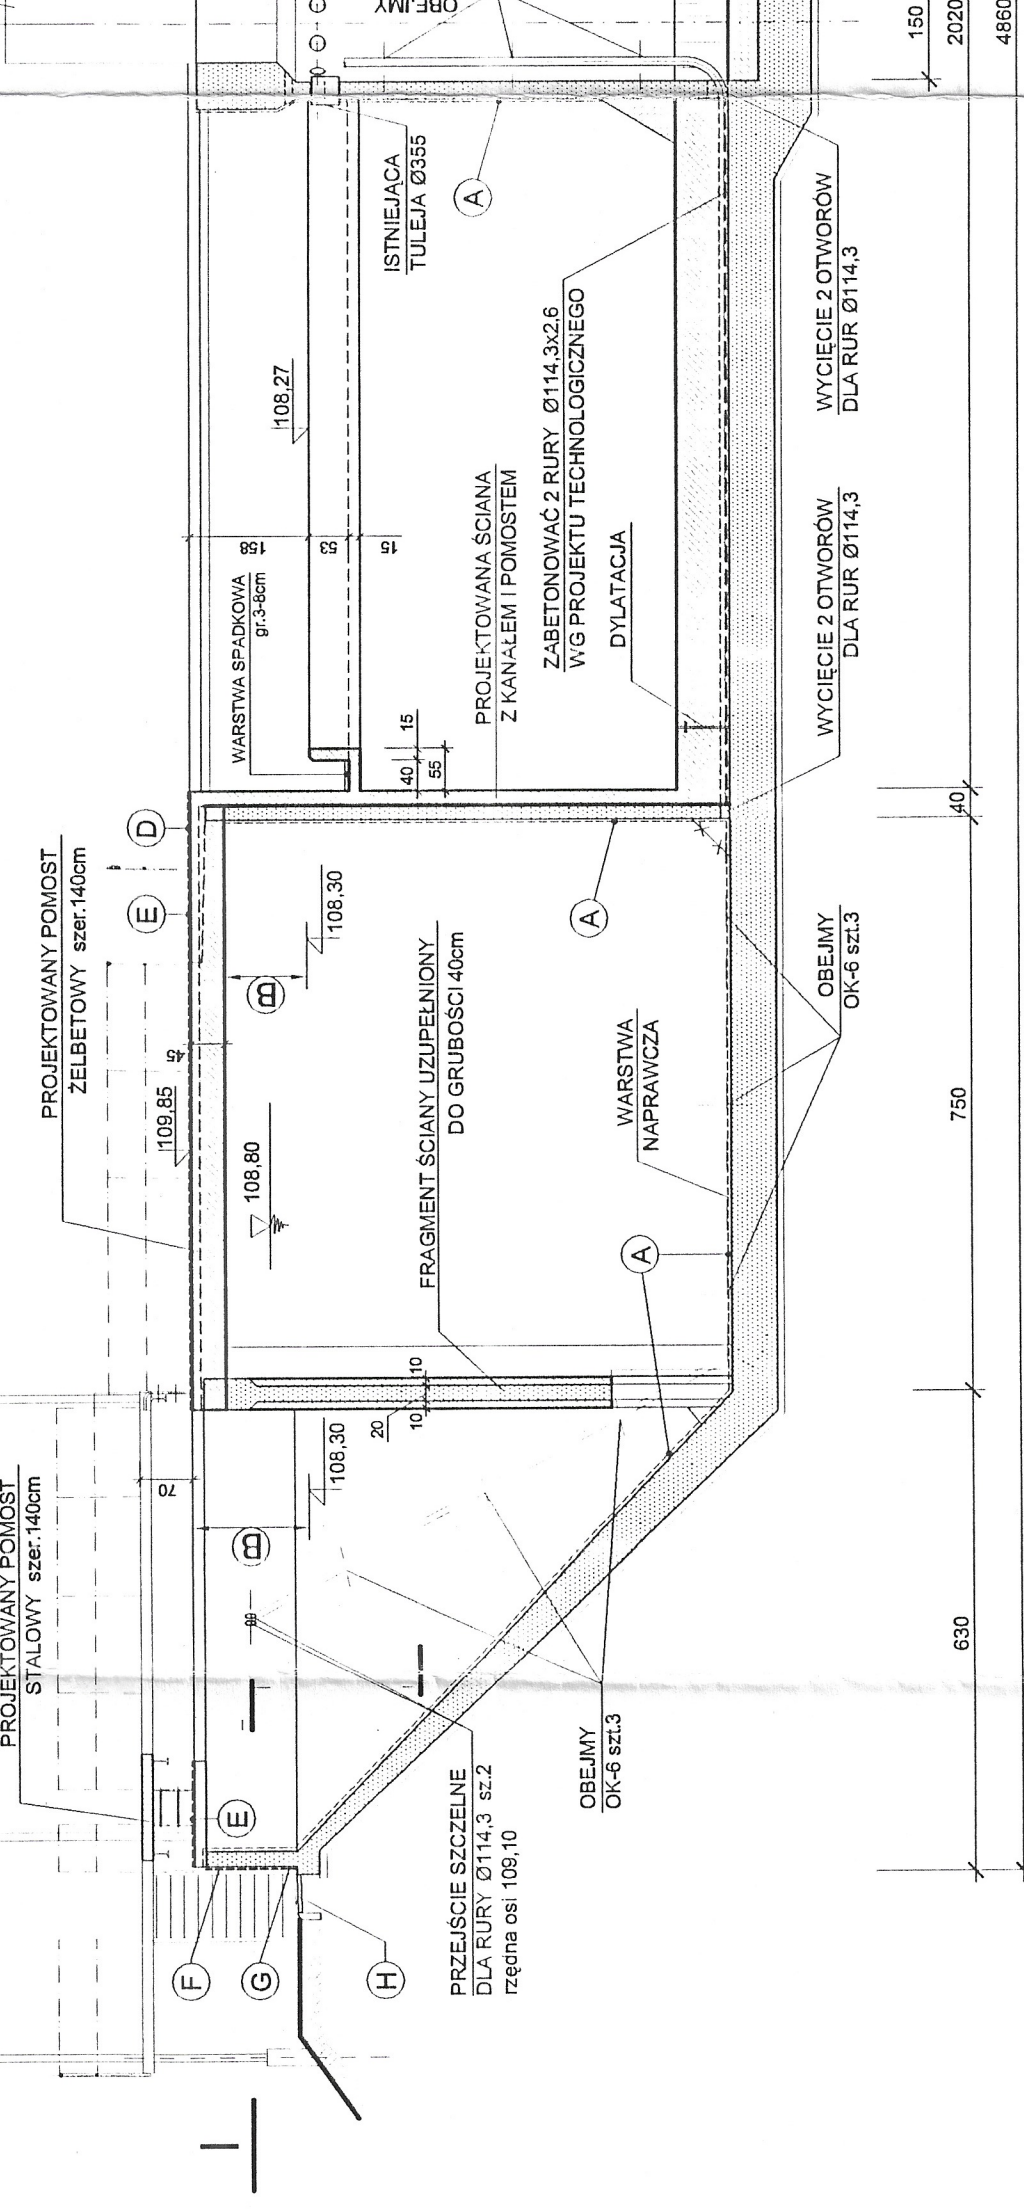 PROJEKTOWANY POMOST
STALOWY szer.140cm
PROJEKTOWANY POMOST
ŻELBETOWY szer.140cm
E
D
109,85
45
70
108,80
B
108,30
B
108,30
E
F
G
H
20
10
10
FRAGMENT ŚCIANY UZUPEŁNIONY
DO GRUBOŚCI 40cm
WARSTWA
NAPRAWCZA
A
A
PRZEJŚCIE SZCZELNE
DLA RURY Ø114,3 sz.2
rzędna osi 109,10
OBEJMY
OK-6 szt.3
OBEJMY
OK-6 szt.3
WARSTWA SPADKOWA
gr.3-8cm
158
53
15
108,27
40
15
55
ISTNIEJĄCA
TULEJA Ø355
A
PROJEKTOWANA ŚCIANA
Z KANAŁEM I POMOSTEM
ZABETONOWAĆ 2 RURY Ø114,3x2,6
WG PROJEKTU TECHNOLOGICZNEGO
DYLATACJA
WYCIĘCIE 2 OTWORÓW
DLA RUR Ø114,3
WYCIĘCIE 2 OTWORÓW
DLA RUR Ø114,3
OBEJMY
630
750
40
150
2020
4860
I